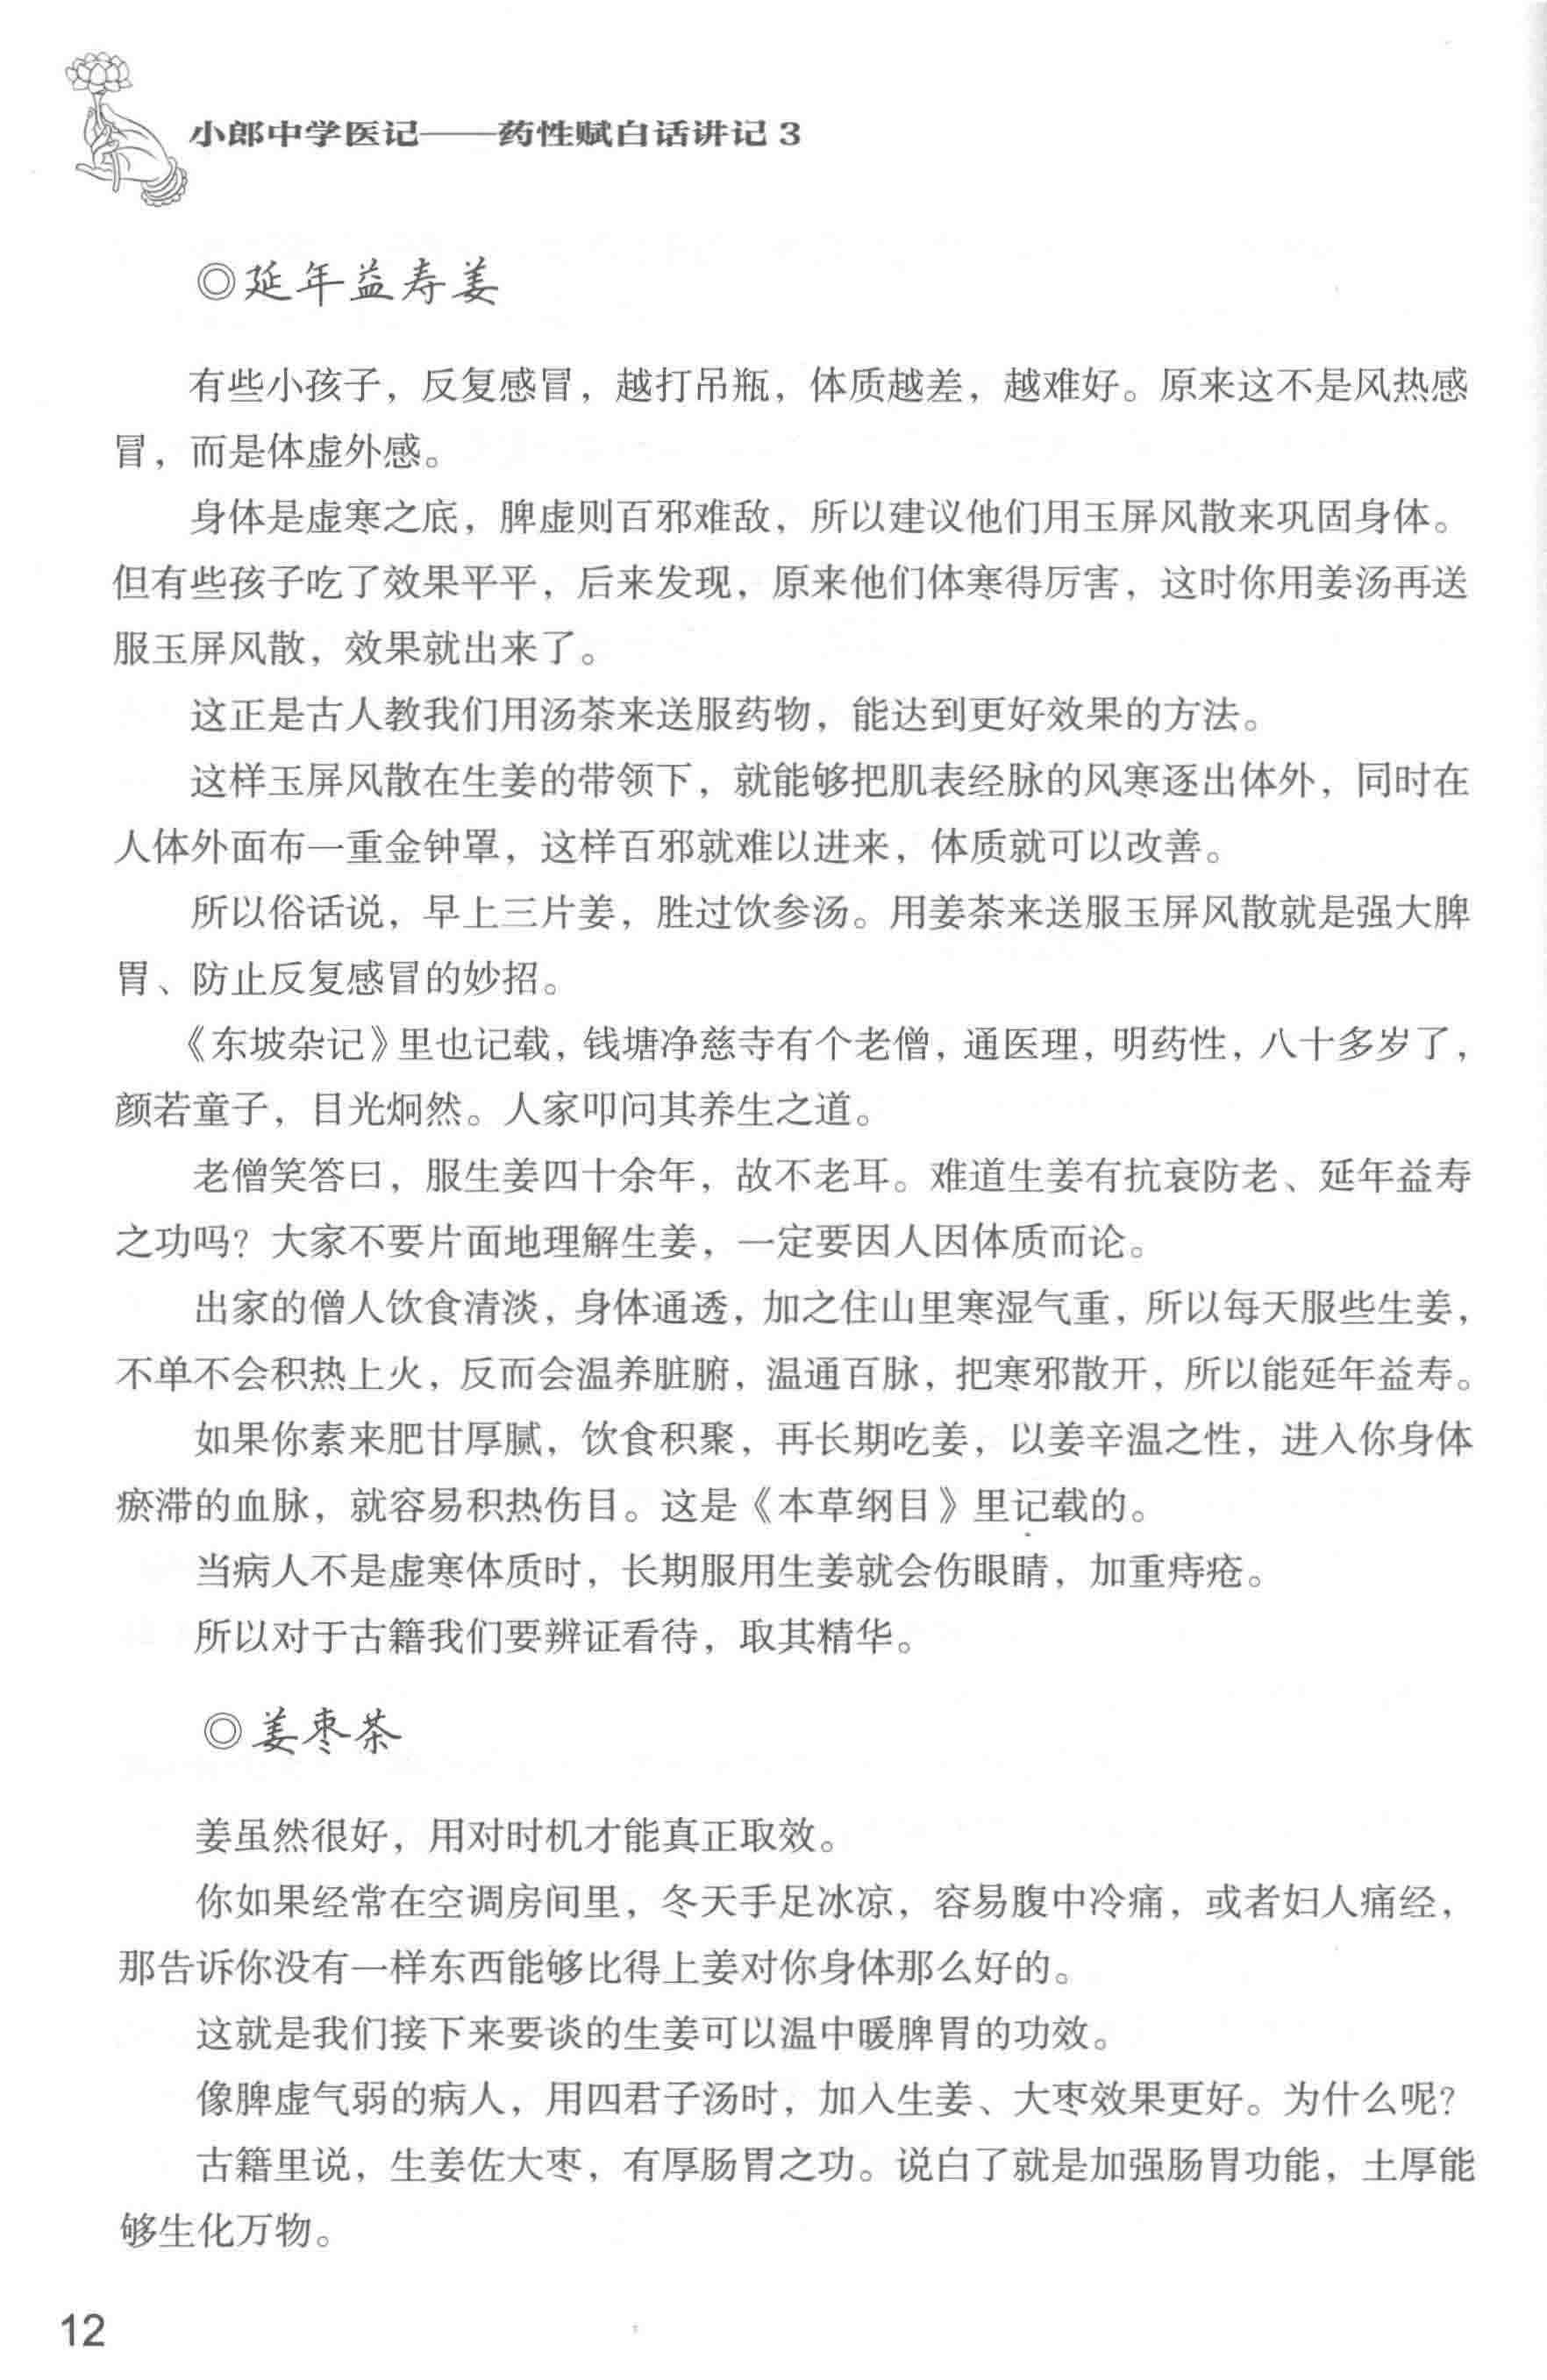 小郎中学医记——药性赋白话讲记 3
◎延年益寿姜
有些小孩子，反复感冒，越打吊瓶，体质越差，越难好。原来这不是风热感
冒，而是体虚外感。
身体是虚寒之底，脾虚则百邪难敌，所以建议他们用玉屏风散来巩固身体。
但有些孩子吃了效果平平，后来发现，原来他们体寒得厉害，这时你用姜汤再送
服玉屏风散，效果就出来了。
这正是古人教我们用汤茶来送服药物，能达到更好效果的方法。
这样玉屏风散在生姜的带领下，就能够把肌表经脉的风寒逐出体外，同时在
人体外面布一重金钟罩，这样百邪就难以进来，体质就可以改善。
所以俗话说，早上三片姜，胜过饮参汤。用姜茶来送服玉屏风散就是强大脾
胃、防止反复感冒的妙招。
《东坡杂记》里也记载，钱塘净慈寺有个老僧，通医理，明药性，八十多岁了，
颜若童子，目光炯然。人家叩问其养生之道。
老僧笑答曰，服生姜四十余年，故不老耳。难道生姜有抗衰防老、延年益寿
之功吗？大家不要片面地理解生姜，一定要因人因体质而论。
出家的僧人饮食清淡，身体通透，加之住山里寒湿气重，所以每天服些生姜，
不单不会积热上火，反而会温养脏腑，温通百脉，把寒邪散开，所以能延年益寿。
如果你素来肥甘厚腻，饮食积聚，再长期吃姜，以姜辛温之性，进入你身体
瘀滞的血脉，就容易积热伤目。这是《本草纲目》里记载的。
当病人不是虚寒体质时，长期服用生姜就会伤眼睛，加重痔疮。
所以对于古籍我们要辨证看待，取其精华。
◎姜枣茶
姜虽然很好，用对时机才能真正取效。
你如果经常在空调房间里，冬天手足冰凉，容易腹中冷痛，或者妇人痛经，
那告诉你没有一样东西能够比得上姜对你身体那么好的。
这就是我们接下来要谈的生姜可以温中暖脾胃的功效。
像脾虚气弱的病人，用四君子汤时，加入生姜、大枣效果更好。为什么呢？
古籍里说，生姜佐大枣，有厚肠胃之功。说白了就是加强肠胃功能，土厚能
够生化万物。
12